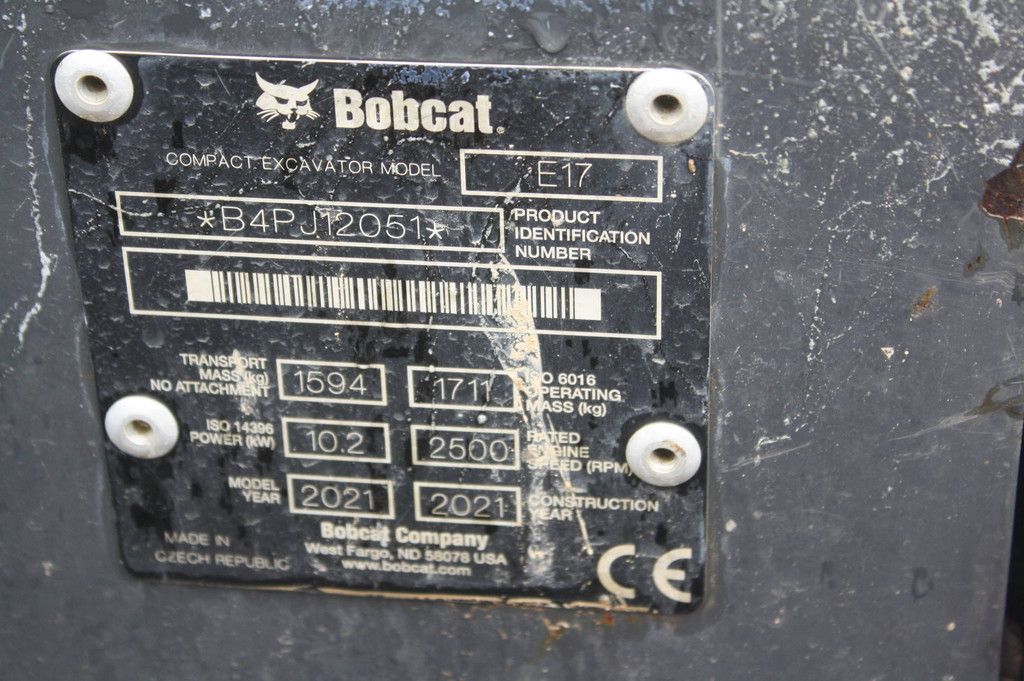 Bobcat.
COMPACT EXCAVATOR MODEL E17
*B4PJ12051*
PRODUCT
IDENTIFICATION
NUMBER
TRANSPORT
MASS (kg)
NO ATTACHMENT
1594
1711
ISO 6016
OPERATING
MASS (kg)
ISO 14396
POWER (kW)
10.2
2500
RATED
ENGINE
SPEED (RPM)
MODEL
YEAR
2021
2021
CONSTRUCTION
YEAR
Bobcat Company
West Fargo, ND 58078 USA
www.bobcat.com
MADE IN
CZECH REPUBLIC
CE